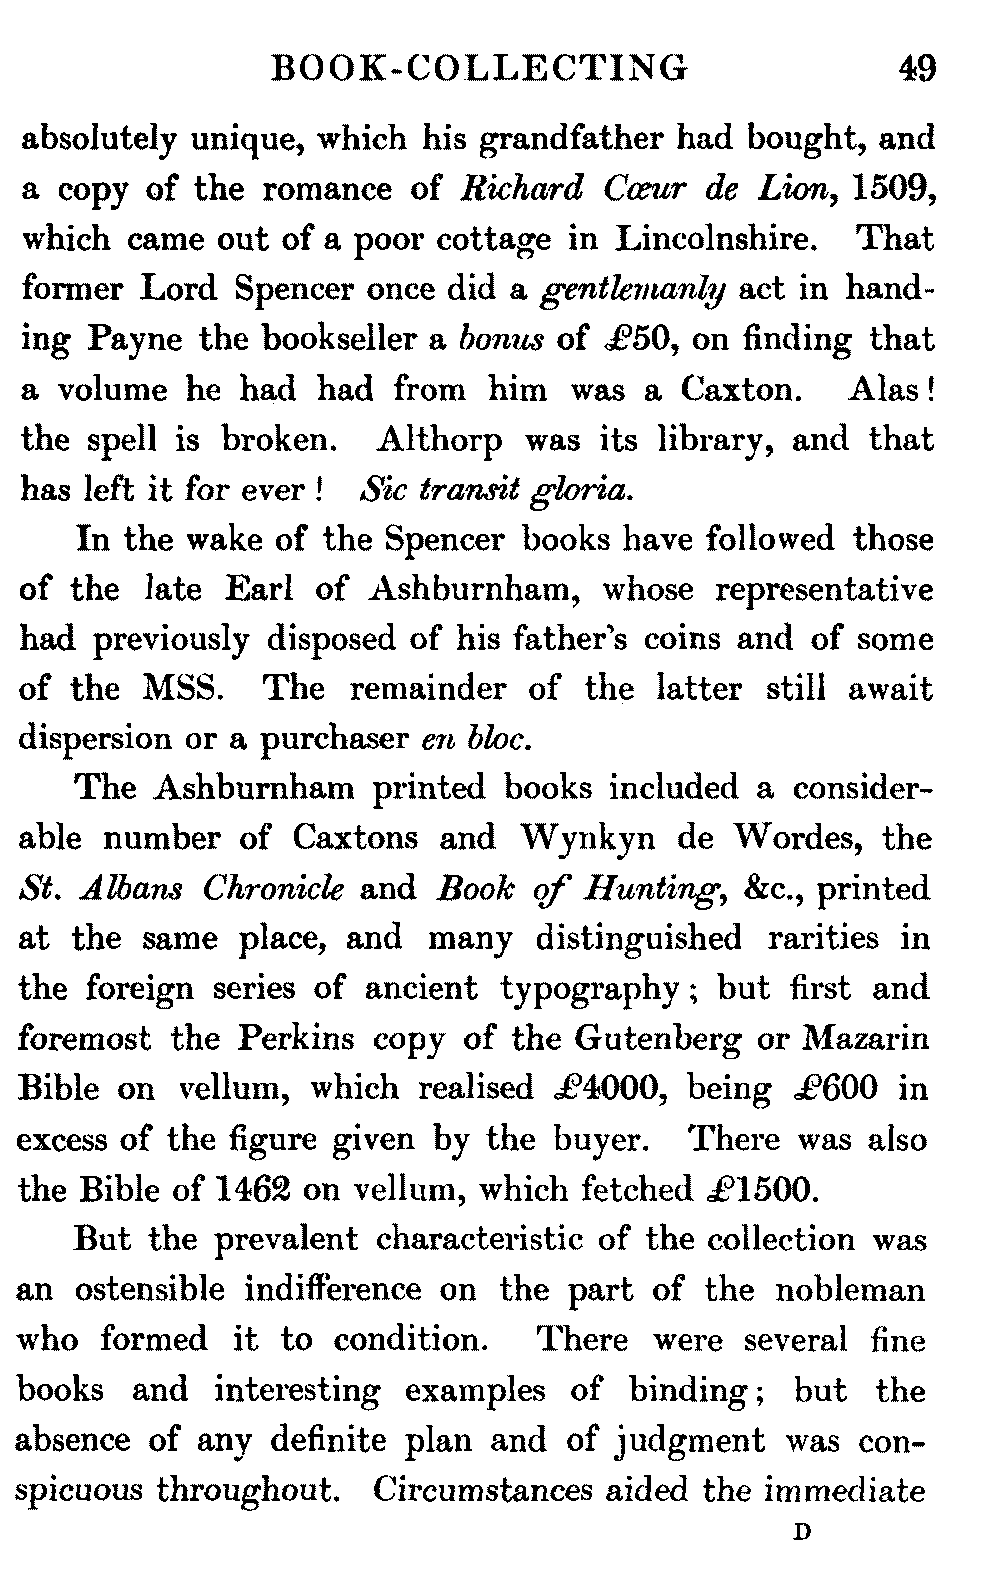 BOOK-COLLECTING 49
absolutely unique, which his grandfather had bought, and
a copy of the romance of Richard Cœur de Lion, 1509,
which came out of a poor cottage in Lincolnshire. That
former Lord Spencer once did a gentlemanly act in hand-
ing Payne the bookseller a bonus of £50, on finding that
a volume he had had from him was a Caxton. Alas!
the spell is broken. Althorp was its library, and that
has left it for ever! Sic transit gloria.
In the wake of the Spencer books have followed those
of the late Earl of Ashburnham, whose representative
had previously disposed of his father's coins and of some
of the MSS. The remainder of the latter still await
dispersion or a purchaser en bloc.
The Ashburnham printed books included a consider-
able number of Caxtons and Wynkyn de Wordes, the
St. Albans Chronicle and Book of Hunting, &c., printed
at the same place, and many distinguished rarities in
the foreign series of ancient typography; but first and
foremost the Perkins copy of the Gutenberg or Mazarin
Bible on vellum, which realised £4000, being £600 in
excess of the figure given by the buyer. There was also
the Bible of 1462 on vellum, which fetched £1500.
But the prevalent characteristic of the collection was
an ostensible indifference on the part of the nobleman
who formed it to condition. There were several fine
books and interesting examples of binding; but the
absence of any definite plan and of judgment was con-
spicuous throughout. Circumstances aided the immediate
D